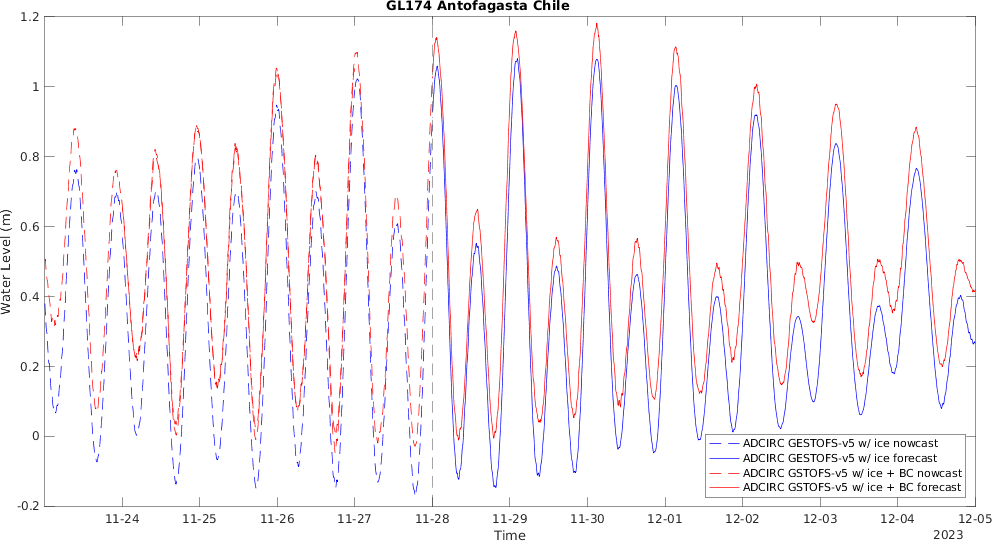 GL174 Antofagasta Chile
Water Level (m)
1.2
1
0.8
0.6
0.4
0.2
0
-0.2
ADCIRC GESTOFS-v5 w/ ice nowcast
ADCIRC GESTOFS-v5 w/ ice forecast
ADCIRC GSTOFS-v5 w/ ice + BC nowcast
ADCIRC GSTOFS-v5 w/ ice + BC forecast
11-24 11-25 11-26 11-27 11-28 11-29 11-30 12-01 12-02 12-03 12-04 12-05
Time
2023